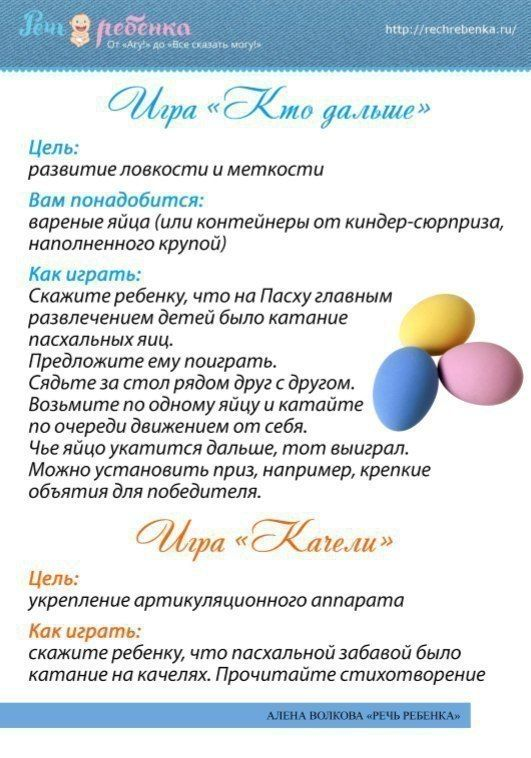 Речь ребенка
От «Агу!» до «Все сказать могу!»
http://rechrebenka.ru/
Игра «Кто дальше»
Цель:
развитие ловкости и меткости
Вам понадобится:
вареные яйца (или контейнеры от киндер-сюрприза,
наполненного крупой)
Как играть:
Скажите ребенку, что на Пасху главным
развлечением детей было катание
пасхальных яиц.
Предложите ему поиграть.
Сядьте за стол рядом друг с другом.
Возьмите по одному яйцу и катайте
по очереди движением от себя.
Чье яйцо укатится дальше, тот выиграл.
Можно установить приз, например, крепкие
объятия для победителя.
Игра «Качели»
Цель:
укрепление артикуляционного аппарата
Как играть:
скажите ребенку, что пасхальной забавой было
катание на качелях. Прочитайте стихотворение
АЛЕНА ВОЛКОВА «РЕЧЬ РЕБЕНКА»